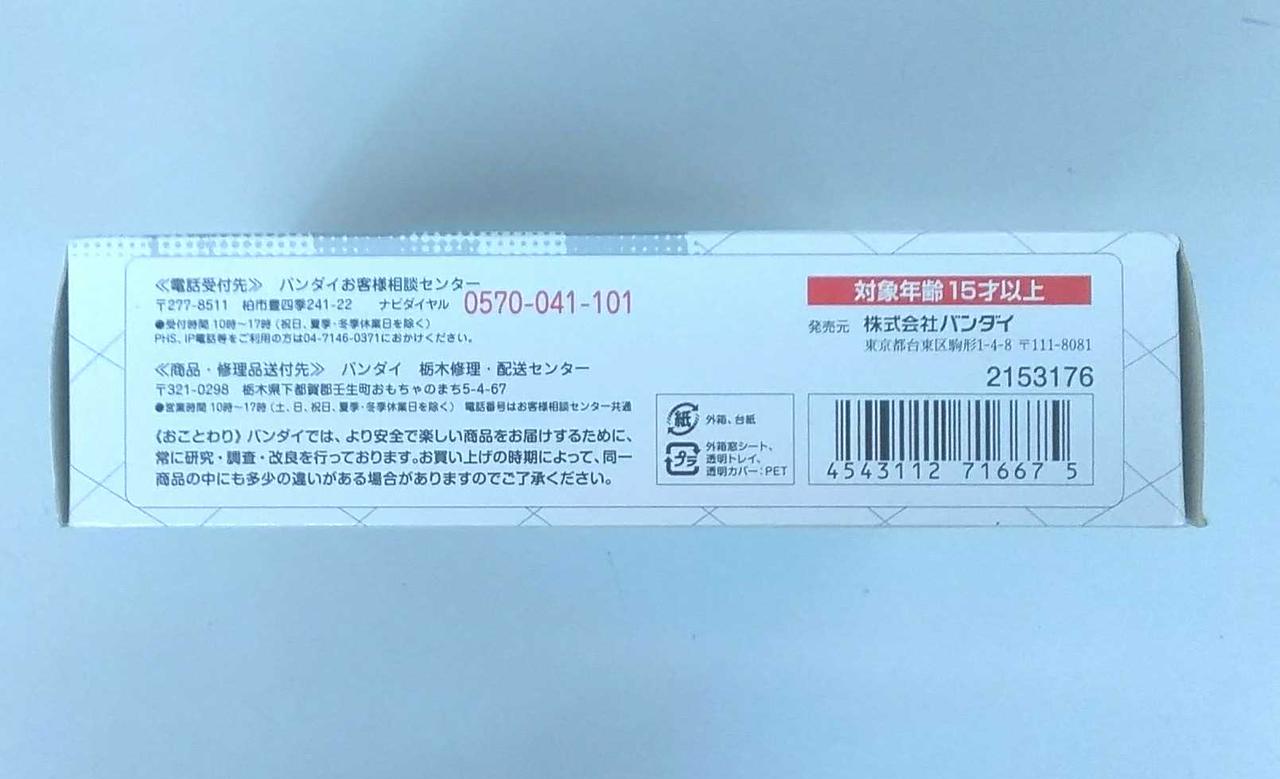 ≪電話受付先≫ バンダイお客様相談センター
〒277-8511 柏市豊四季241-22 ナビダイヤル 0570-041-101
●受付時間 10時〜17時（祝日、夏季・冬季休業日を除く）
PHS、IP電話等をご利用の方は04-7146-0371におかけください。
≪商品・修理品送付先≫ バンダイ 栃木修理・配送センター
〒321-0298 栃木県下都賀郡壬生町おもちゃのまち5-4-67
●営業時間 10時〜17時（土、日、祝日、夏季・冬季休業日を除く） 電話番号はお客様相談センター共通
《おことわり》バンダイでは、より安全で楽しい商品をお届けするために、
常に研究・調査・改良を行っております。お買い上げの時期によって、同一
商品の中にも多少の違いがある場合がありますのでご了承ください。
紙 外箱、台紙
プラ 外箱窓シート、
透明トレイ、
透明カバー：PET
対象年齢 15才以上
発売元 株式会社バンダイ
東京都台東区駒形1-4-8 〒111-8081
2153176
4543112 71667 5